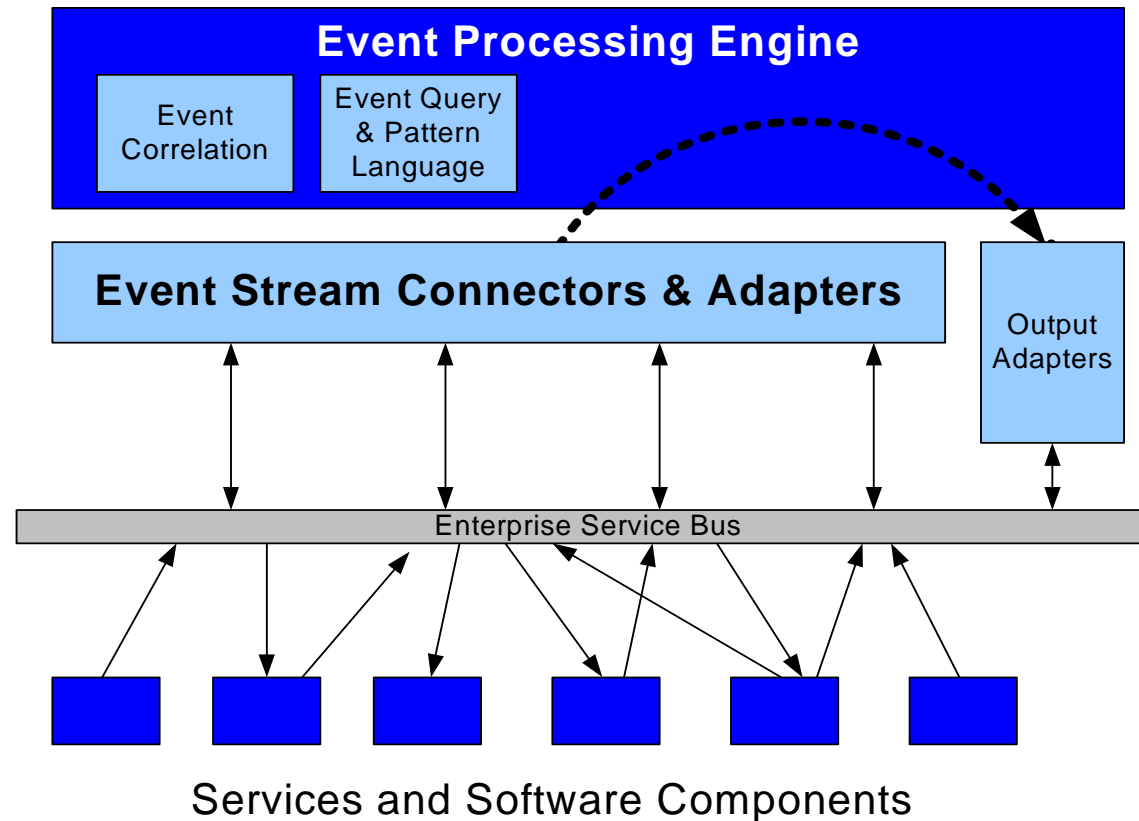 Event Processing Engine
Event
Correlation
Event Query
& Pattern
Language
Event Stream Connectors & Adapters
Output
Adapters
Enterprise Service Bus
Services and Software Components